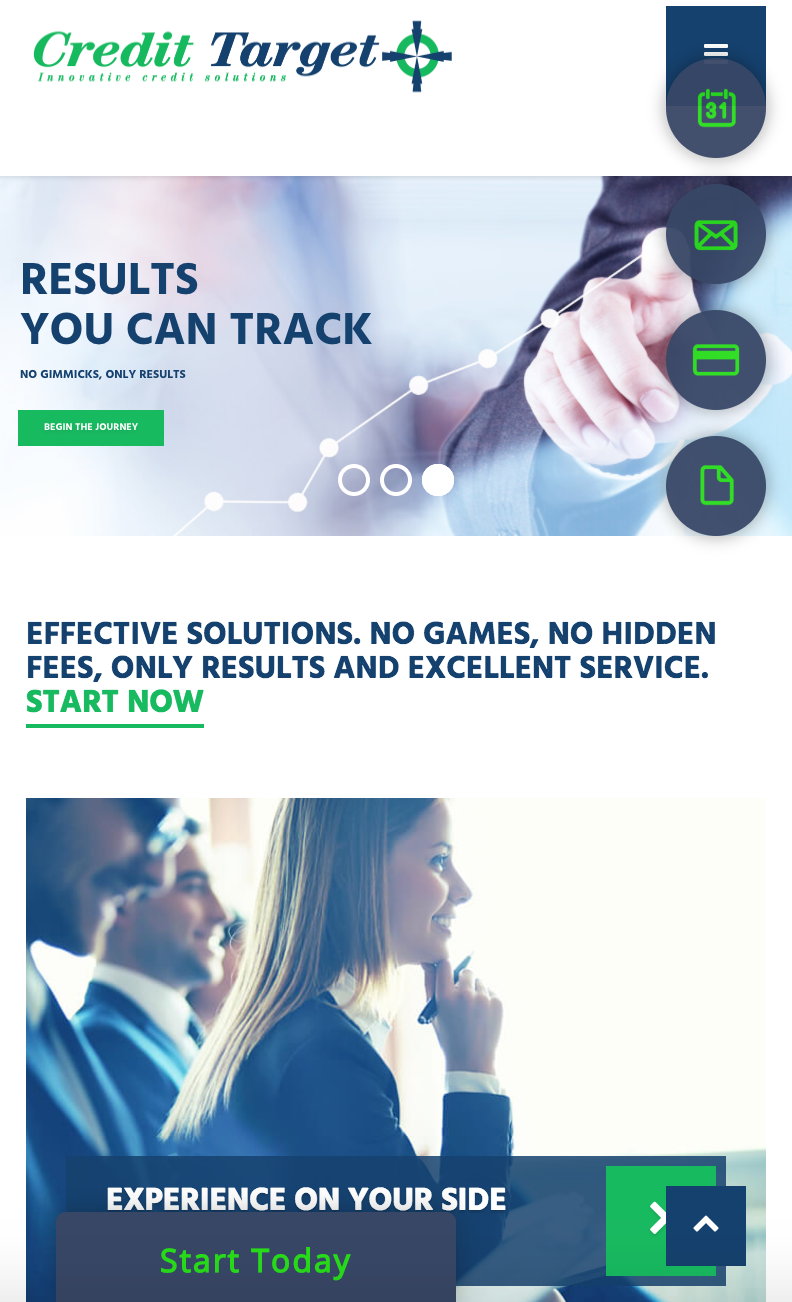 Credit Target
Innovative credit solutions
31
RESULTS
YOU CAN TRACK
NO GIMMICKS, ONLY RESULTS
BEGIN THE JOURNEY
EFFECTIVE SOLUTIONS. NO GAMES, NO HIDDEN
FEES, ONLY RESULTS AND EXCELLENT SERVICE.
START NOW
EXPERIENCE ON YOUR SIDE
Start Today